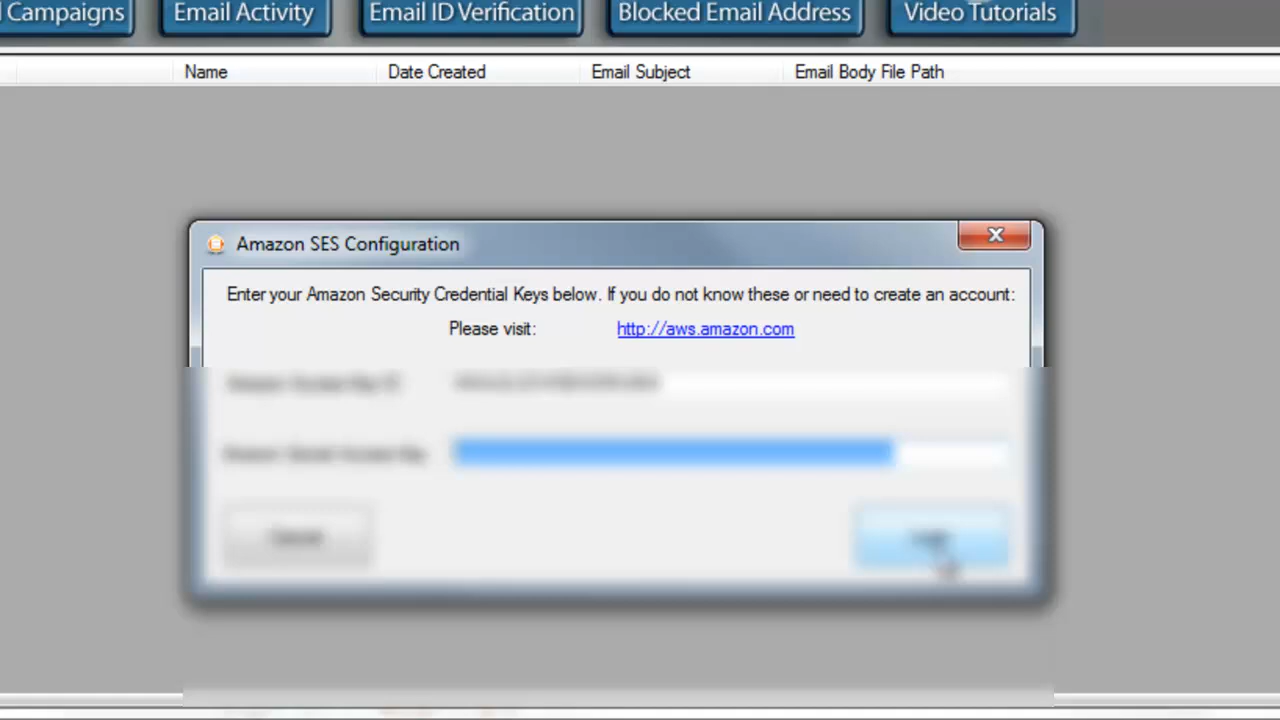 Campaigns Email Activity Email ID Verification Blocked Email Address Video Tutorials
Name Date Created Email Subject Email Body File Path
Amazon SES Configuration
Enter your Amazon Security Credential Keys below. If you do not know these or need to create an account:
Please visit: http://aws.amazon.com